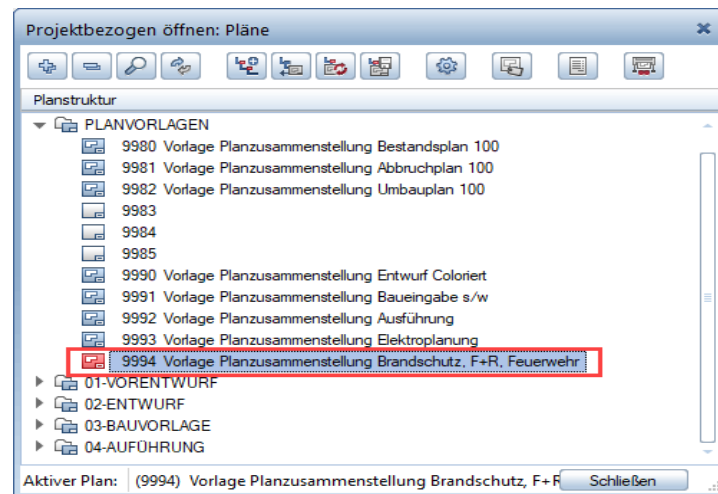 Projektbezogen öffnen: Pläne
Planstruktur
PLANVORLAGEN
9980 Vorlage Planzusammenstellung Bestandsplan 100
9981 Vorlage Planzusammenstellung Abbruchplan 100
9982 Vorlage Planzusammenstellung Umbauplan 100
9983
9984
9985
9990 Vorlage Planzusammenstellung Entwurf Coloriert
9991 Vorlage Planzusammenstellung Baueingabe s/w
9992 Vorlage Planzusammenstellung Ausführung
9993 Vorlage Planzusammenstellung Elektroplanung
9994 Vorlage Planzusammenstellung Brandschutz, F+R, Feuerwehr
01-VORENTWURF
02-ENTWURF
03-BAUVORLAGE
04-AUFÜHRUNG
Aktiver Plan: (9994) Vorlage Planzusammenstellung Brandschutz, F+R Schließen